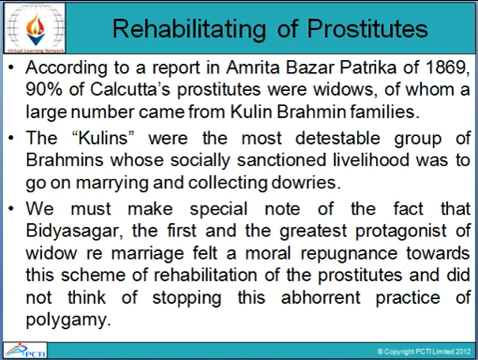 Rehabilitating of Prostitutes
Virtual Learning Network
• According to a report in Amrita Bazar Patrika of 1869,
90% of Calcutta's prostitutes were widows, of whom a
large number came from Kulin Brahmin families.
• The "Kulins" were the most detestable group of
Brahmins whose socially sanctioned livelihood was to
go on marrying and collecting dowries.
• We must make special note of the fact that
Bidyasagar, the first and the greatest protagonist of
widow re marriage felt a moral repugnance towards
this scheme of rehabilitation of the prostitutes and did
not think of stopping this abhorrent practice of
polygamy.
PCTI
© Copyright PCTI Limited 2012